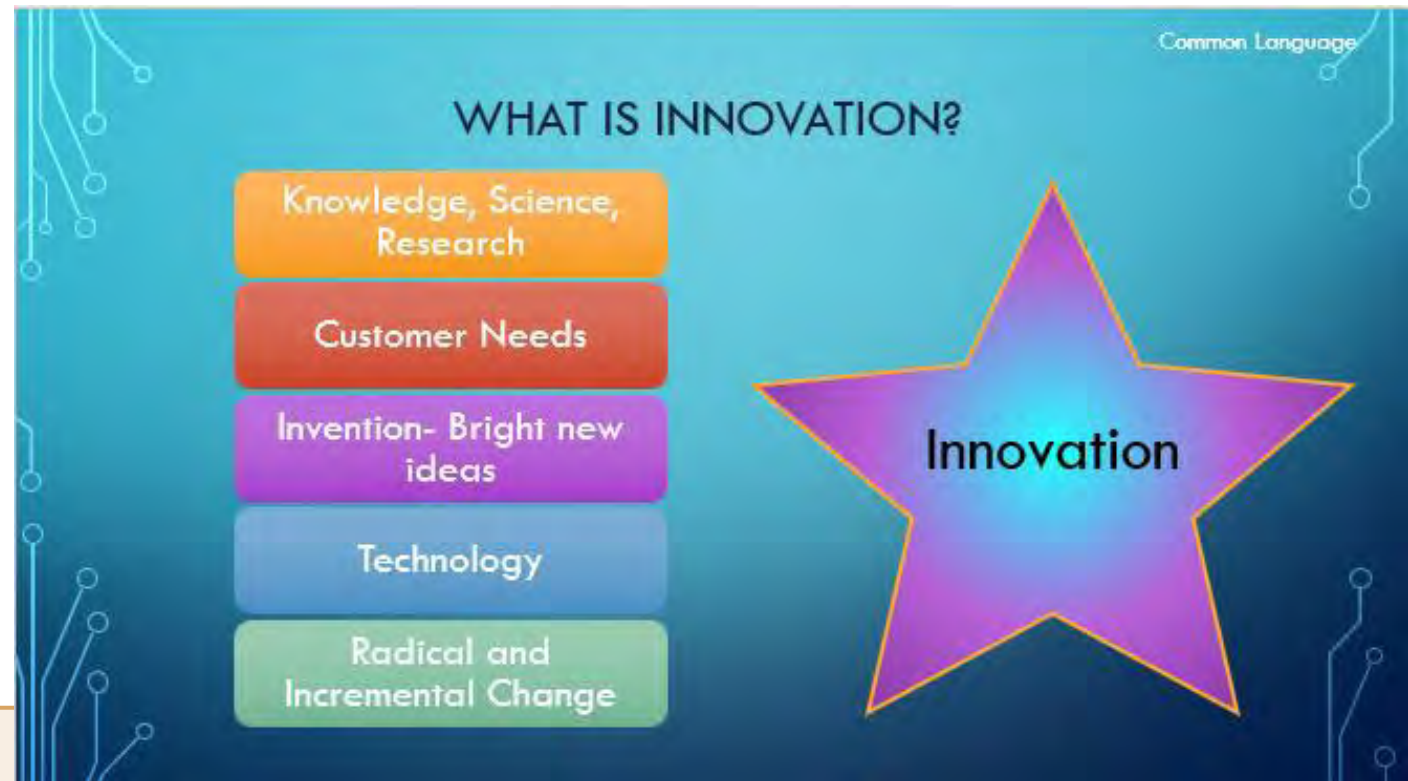 Common Language
WHAT IS INNOVATION?
Knowledge, Science,
Research
Customer Needs
Invention- Bright new
ideas
Technology
Radical and
Incremental Change
Innovation